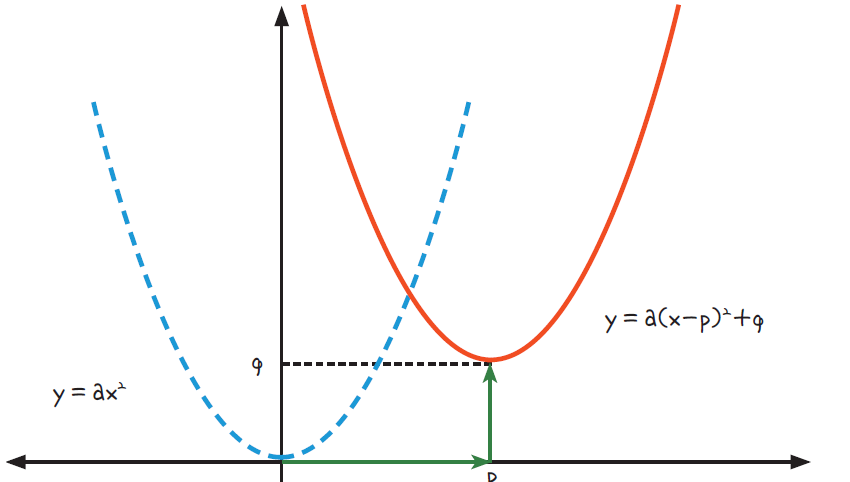 y = a(x-p)²+q
q
y = ax²
p